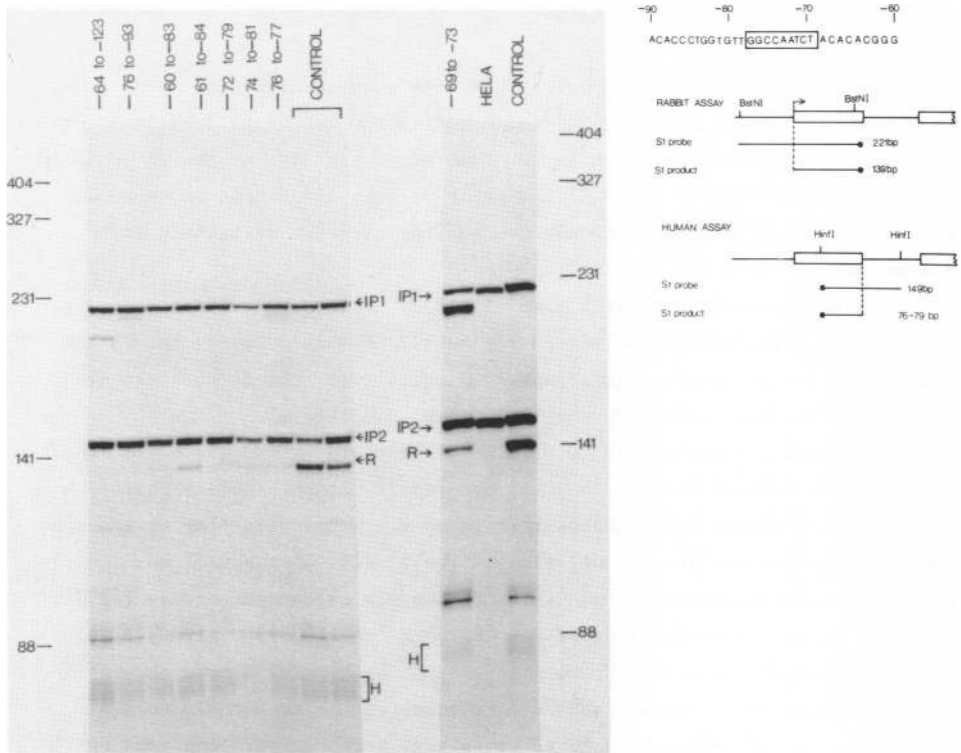 —64 to —123
—76 to—93
—60 to—83
—61 to—84
—72 to—79
—74 to—81
—76 to—77
CONTROL
—69 to —73
HELA
CONTROL
404—
327—
231—
141—
88—
←IP1
←IP2
←R
]H
IP1→
IP2→
R→
H[
—404
—327
—231
—141
—88
-90 -80 -70 -60
ACACCCTGGTGTTGGCCAATCTACACACGGG
RABBIT ASSAY
BstNI
BstNI
S1 probe 221bp
S1 product 139bp
HUMAN ASSAY
HinfI
HinfI
S1 probe 149bp
S1 product 76-79 bp